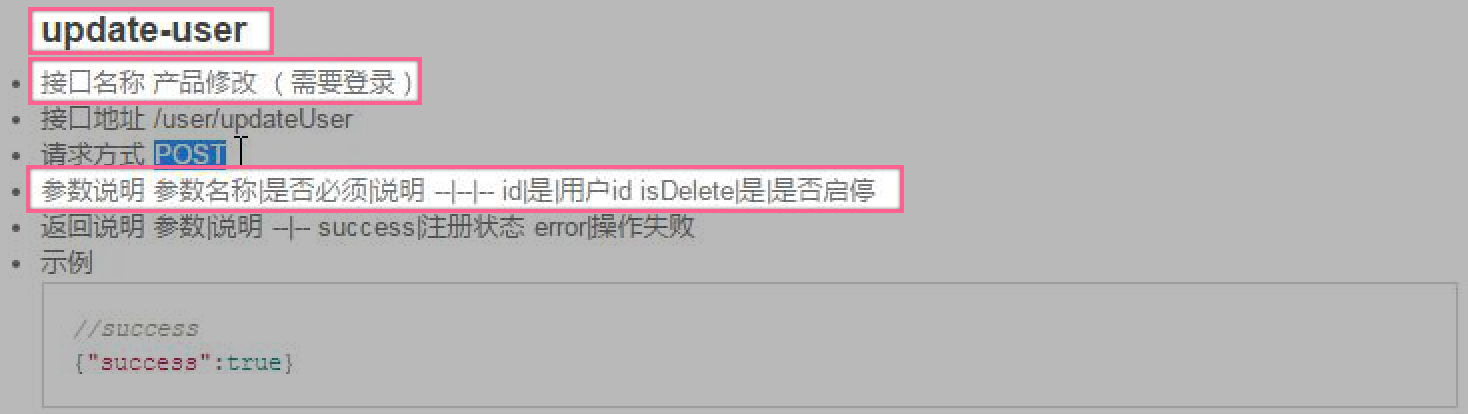 update-user
接口名称 产品修改 （ 需要登录 ）
接口地址 /user/updateUser
请求方式 POST
参数说明 参数名称|是否必须|说明 --|--|-- id|是|用户id isDelete|是|是否启停
返回说明 参数|说明 --|-- success|注册状态 error|操作失败
示例
//success
{"success":true}